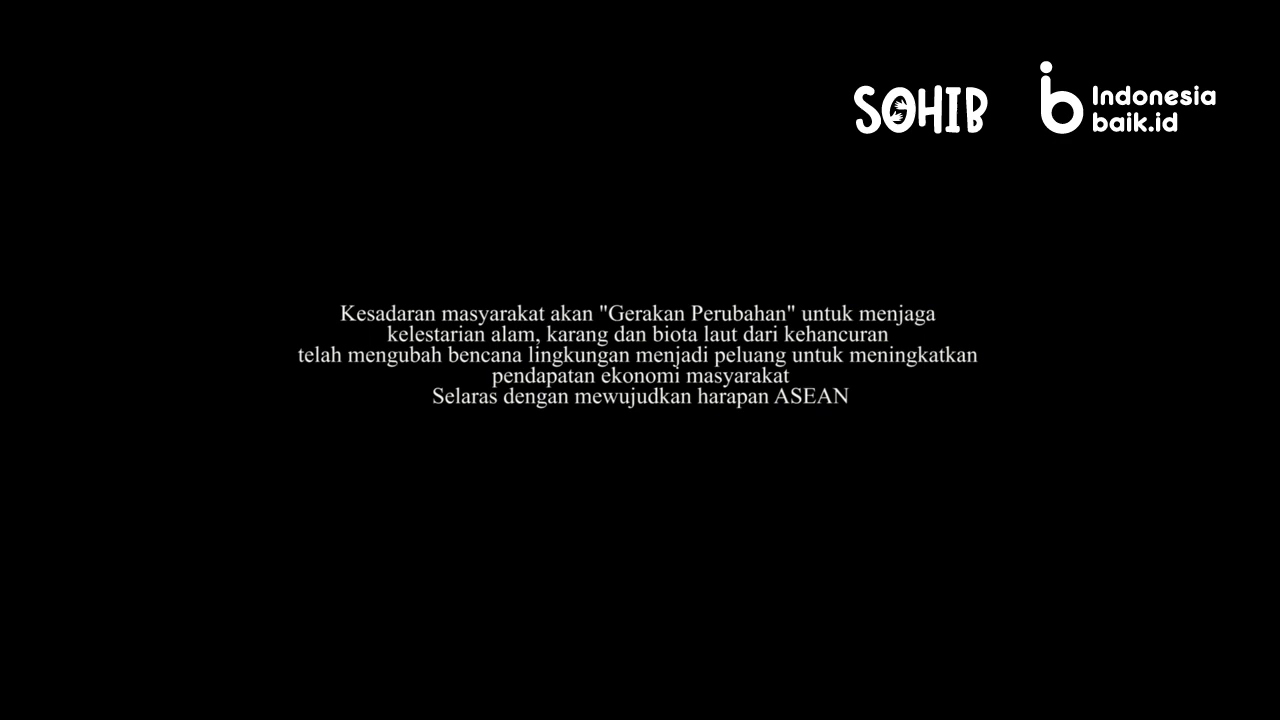 SOHIB
Indonesia
baik.id
Kesadaran masyarakat akan "Gerakan Perubahan" untuk menjaga
kelestarian alam, karang dan biota laut dari kehancuran
telah mengubah bencana lingkungan menjadi peluang untuk meningkatkan
pendapatan ekonomi masyarakat
Selaras dengan mewujudkan harapan ASEAN